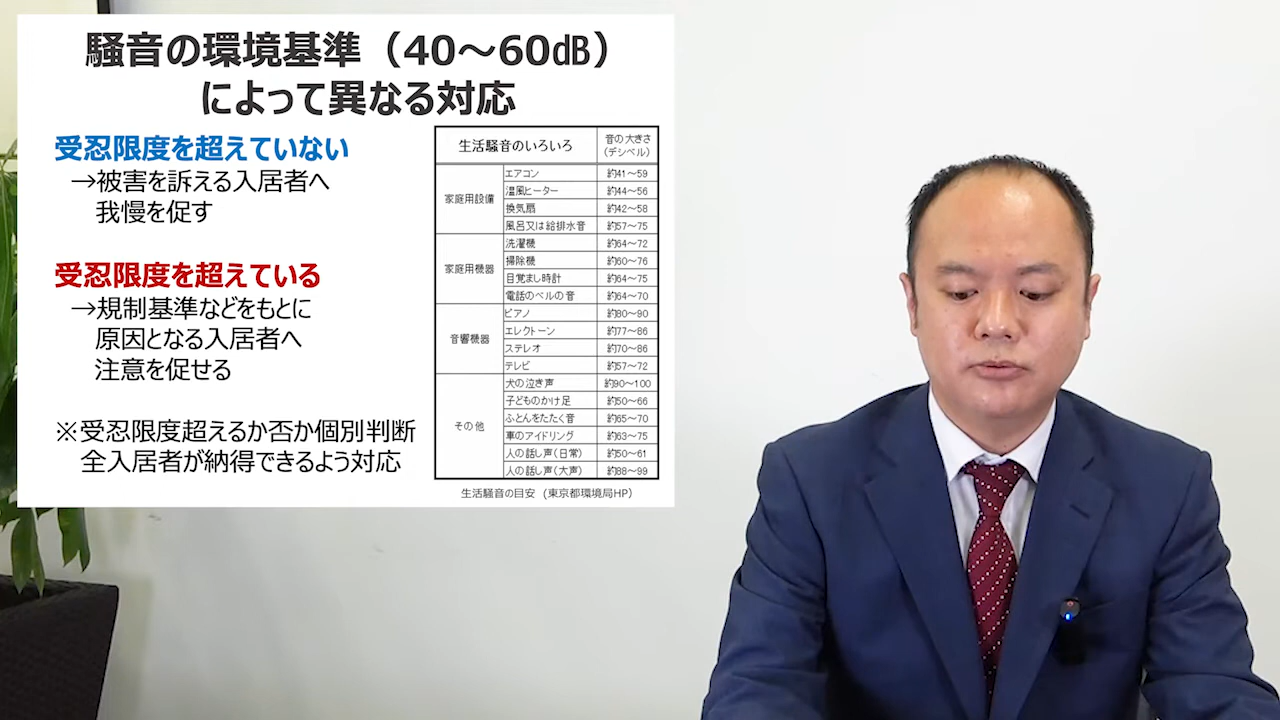 騒音の環境基準（40～60㏈）
によって異なる対応
受忍限度を超えていない
→被害を訴える入居者へ
我慢を促す
受忍限度を超えている
→規制基準などをもとに
原因となる入居者へ
注意を促せる
※受忍限度超えるか否か個別判断
全入居者が納得できるよう対応
生活騒音のいろいろ 音の大きさ（デシベル）
家庭用設備
エアコン 約41～59
温風ヒーター 約44～56
換気扇 約42～58
風呂又は給排水音 約57～75
家庭用機器
洗濯機 約64～72
掃除機 約60～76
目覚まし時計 約64～75
電話のベルの音 約64～70
音響機器
ピアノ 約80～90
エレクトーン 約77～86
ステレオ 約70～86
テレビ 約57～72
その他
犬の泣き声 約90～100
子どものかけ足 約50～66
ふとんをたたく音 約65～70
車のアイドリング 約63～75
人の話し声（日常） 約50～61
人の話し声（大声） 約88～99
生活騒音の目安（東京都環境局HP）